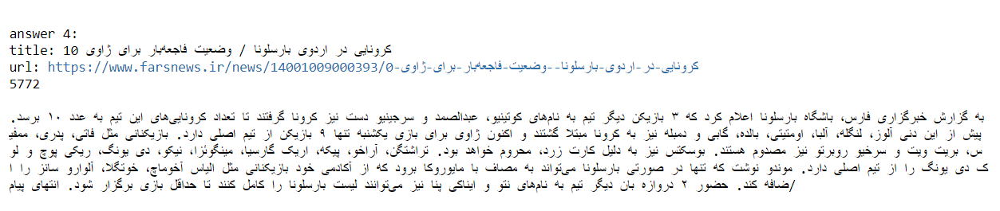 answer 4:
title: 10 کرونایی در اردوی بارسلونا / وضعیت فاجعه‌بار برای ژاوی
url: https://www.farsnews.ir/news/14001009000393/0-کرونایی-در-اردوی-بارسلونا--وضعیت-فاجعه‌بار-برای-ژاوی
5772
به گزارش خبرگزاری فارس، باشگاه بارسلونا اعلام کرد که ۳ بازیکن دیگر تیم به نام‌های کوتینیو، عبدالصمد و سرجینیو دست نیز کرونا گرفتند تا تعداد کرونایی‌های این تیم به عدد ۱۰ برسد.
پیش از این دنی آلوز، لنگله، آلبا، اومتیتی، بالده، گابی و دمبله نیز به کرونا مبتلا گشتند و اکنون ژاوی برای بازی یکشنبه تنها ۹ بازیکن از تیم اصلی دارد. بازیکنانی مثل فاتی، پدری، ممفی
س، بریت ویت و سرخیو روبرتو نیز مصدوم هستند. بوسکتس نیز به دلیل کارت زرد، محروم خواهد بود. تراشتگن، آراخو، پیکه، اریک گارسیا، مینگوئزا، نیکو، دی یونگ، ریکی پوچ و لو
ک دی یونگ را از تیم اصلی دارد. موندو نوشت که تنها در صورتی بارسلونا می‌تواند به مصاف با مایوروکا برود که از آکادمی خود بازیکنانی مثل الیاس آخوماچ، خوتگلا، آلوارو سانز را ا
ضافه کند. حضور ۲ دروازه بان دیگر تیم به نام‌های نتو و ایناکی پنا نیز می‌توانند لیست بارسلونا را کامل کنند تا حداقل بازی برگزار شود. انتهای پیام/